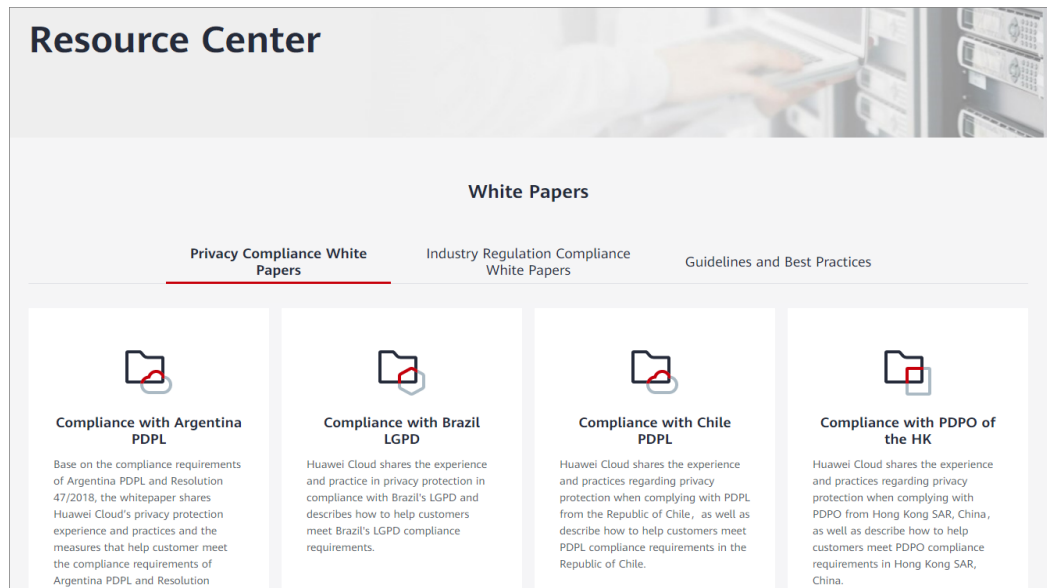 Resource Center
White Papers
Privacy Compliance White
Papers
Industry Regulation Compliance
White Papers
Guidelines and Best Practices
Compliance with Argentina
PDPL
Base on the compliance requirements
of Argentina PDPL and Resolution
47/2018, the whitepaper shares
Huawei Cloud's privacy protection
experience and practices and the
measures that help customer meet
the compliance requirements of
Argentina PDPL and Resolution
Compliance with Brazil
LGPD
Huawei Cloud shares the experience
and practice in privacy protection in
compliance with Brazil's LGPD and
describes how to help customers
meet Brazil's LGPD compliance
requirements.
Compliance with Chile
PDPL
Huawei Cloud shares the experience
and practices regarding privacy
protection when complying with PDPL
from the Republic of Chile，as well as
describe how to help customers meet
PDPL compliance requirements in the
Republic of Chile.
Compliance with PDPO of
the HK
Huawei Cloud shares the experience
and practices regarding privacy
protection when complying with
PDPO from Hong Kong SAR, China，
as well as describe how to help
customers meet PDPO compliance
requirements in Hong Kong SAR,
China.